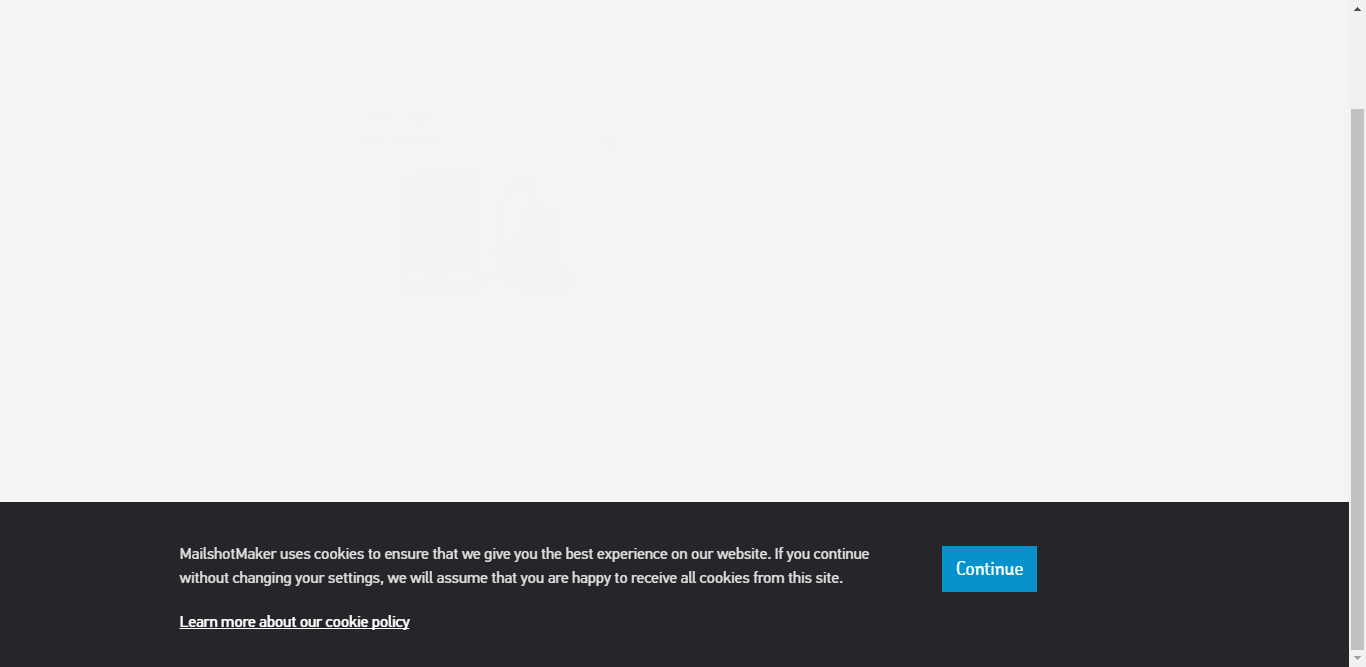 MailshotMaker uses cookies to ensure that we give you the best experience on our website. If you continue
without changing your settings, we will assume that you are happy to receive all cookies from this site.
Continue
Learn more about our cookie policy